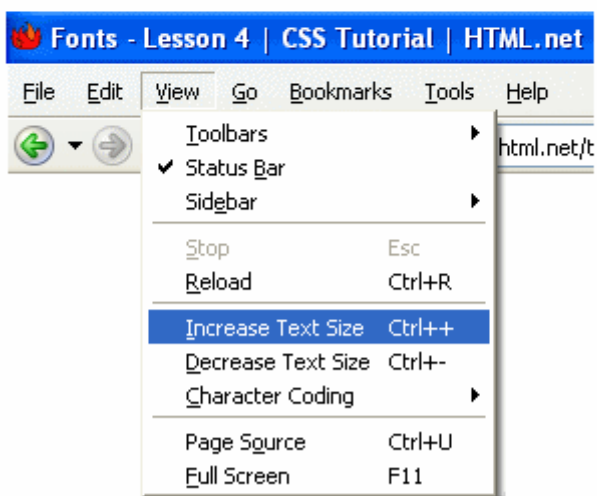 Fonts - Lesson 4 | CSS Tutorial | HTML.net
File Edit View Go Bookmarks Tools Help
html.net/t
Toolbars
Status Bar
Sidebar
Stop Esc
Reload Ctrl+R
Increase Text Size Ctrl++
Decrease Text Size Ctrl+-
Character Coding
Page Source Ctrl+U
Full Screen F11